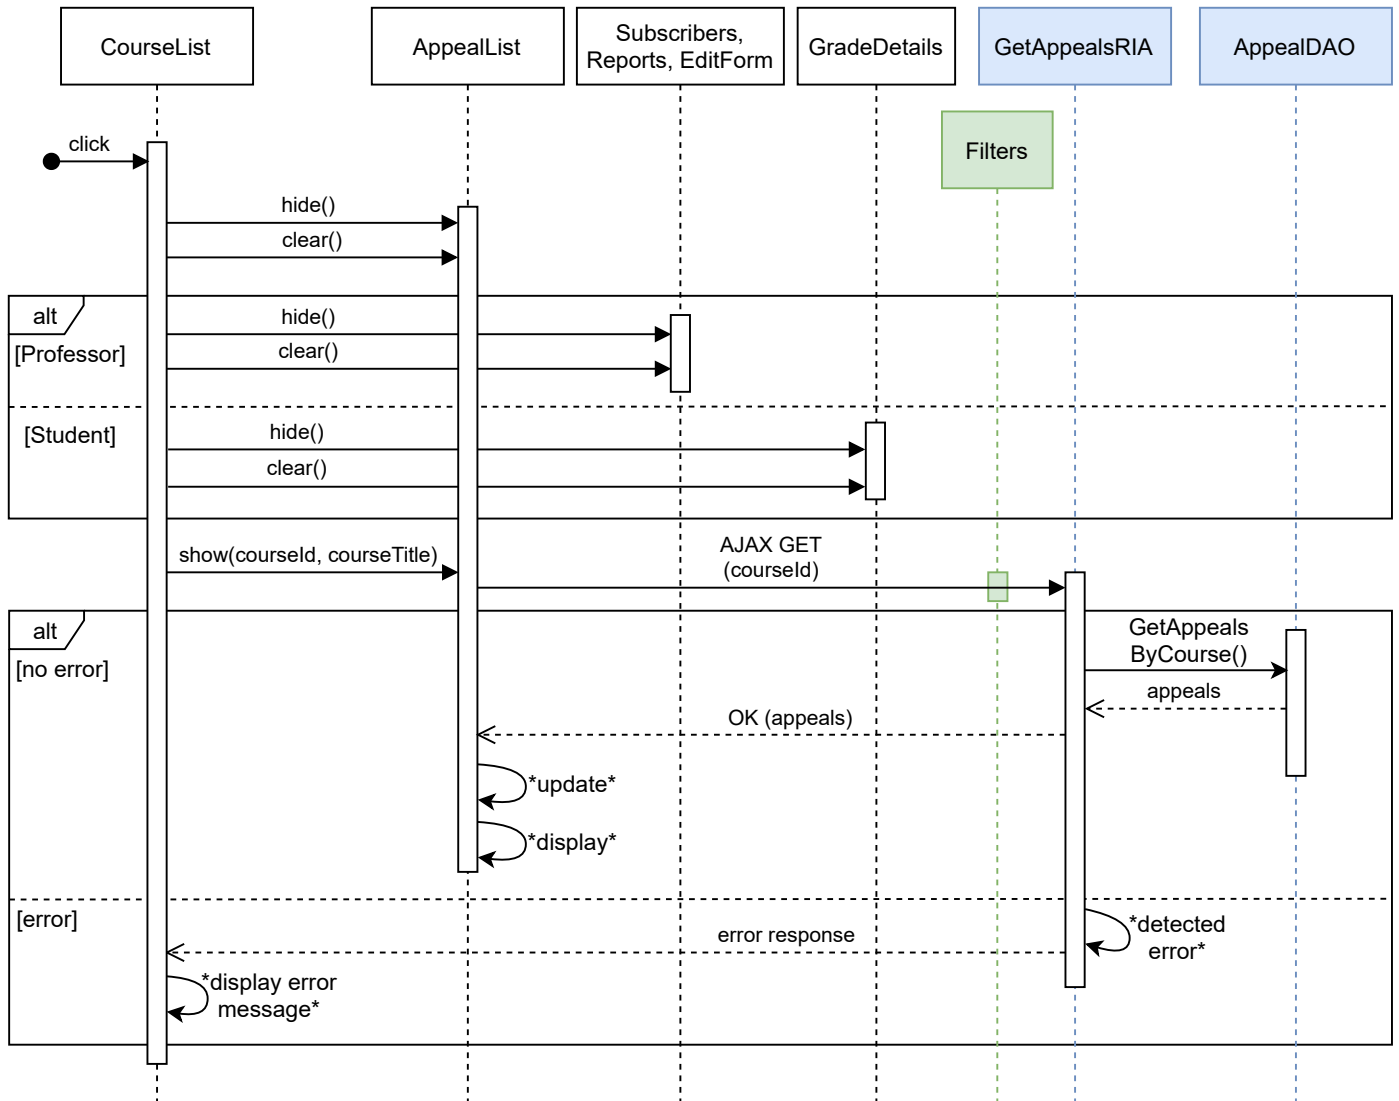 CourseList
AppealList
Subscribers,
Reports, EditForm
GradeDetails
GetAppealsRIA
AppealDAO
Filters
click
hide()
clear()
alt
[Professor]
hide()
clear()
[Student]
hide()
clear()
show(courseId, courseTitle)
AJAX GET
(courseId)
alt
[no error]
GetAppeals
ByCourse()
appeals
OK (appeals)
*update*
*display*
[error]
*detected
error*
error response
*display error
message*